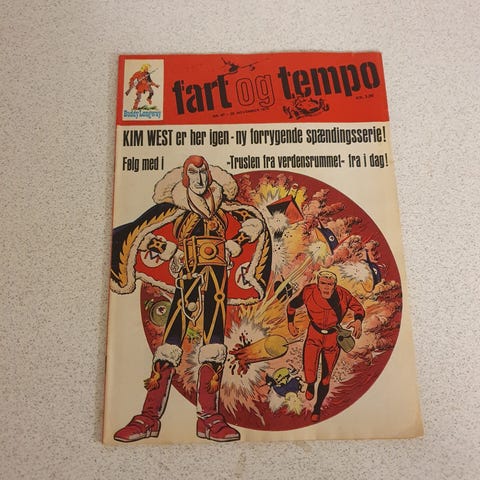 fart og tempo
Buddy Longway
KIM WEST er her igen - ny forrygende spændingsserie!
Følg med i -Truslen fra verdensrummet- fra i dag!